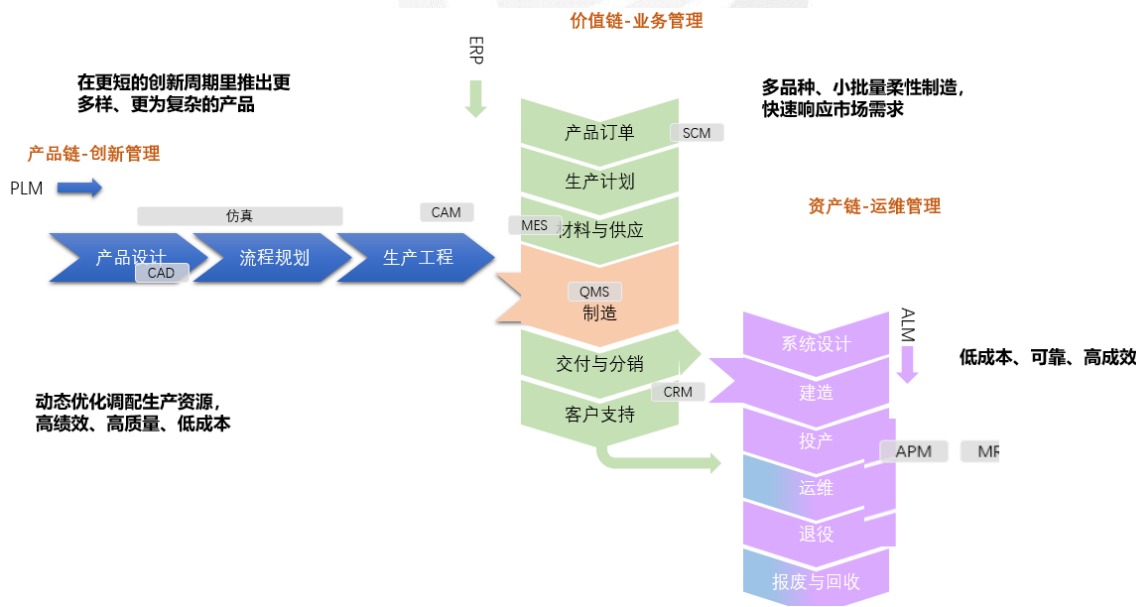 价值链-业务管理
ERP
在更短的创新周期里推出更
多样、更为复杂的产品
多品种、小批量柔性制造，
快速响应市场需求
产品订单
SCM
产品链-创新管理
PLM
生产计划
仿真
CAM
资产链-运维管理
MES
材料与供应
产品设计
流程规划
生产工程
CAD
QMS
制造
ALM
系统设计
交付与分销
低成本、可靠、高成效
CRM
建造
动态优化调配生产资源，
高绩效、高质量、低成本
客户支持
投产
APM
运维
退役
报废与回收